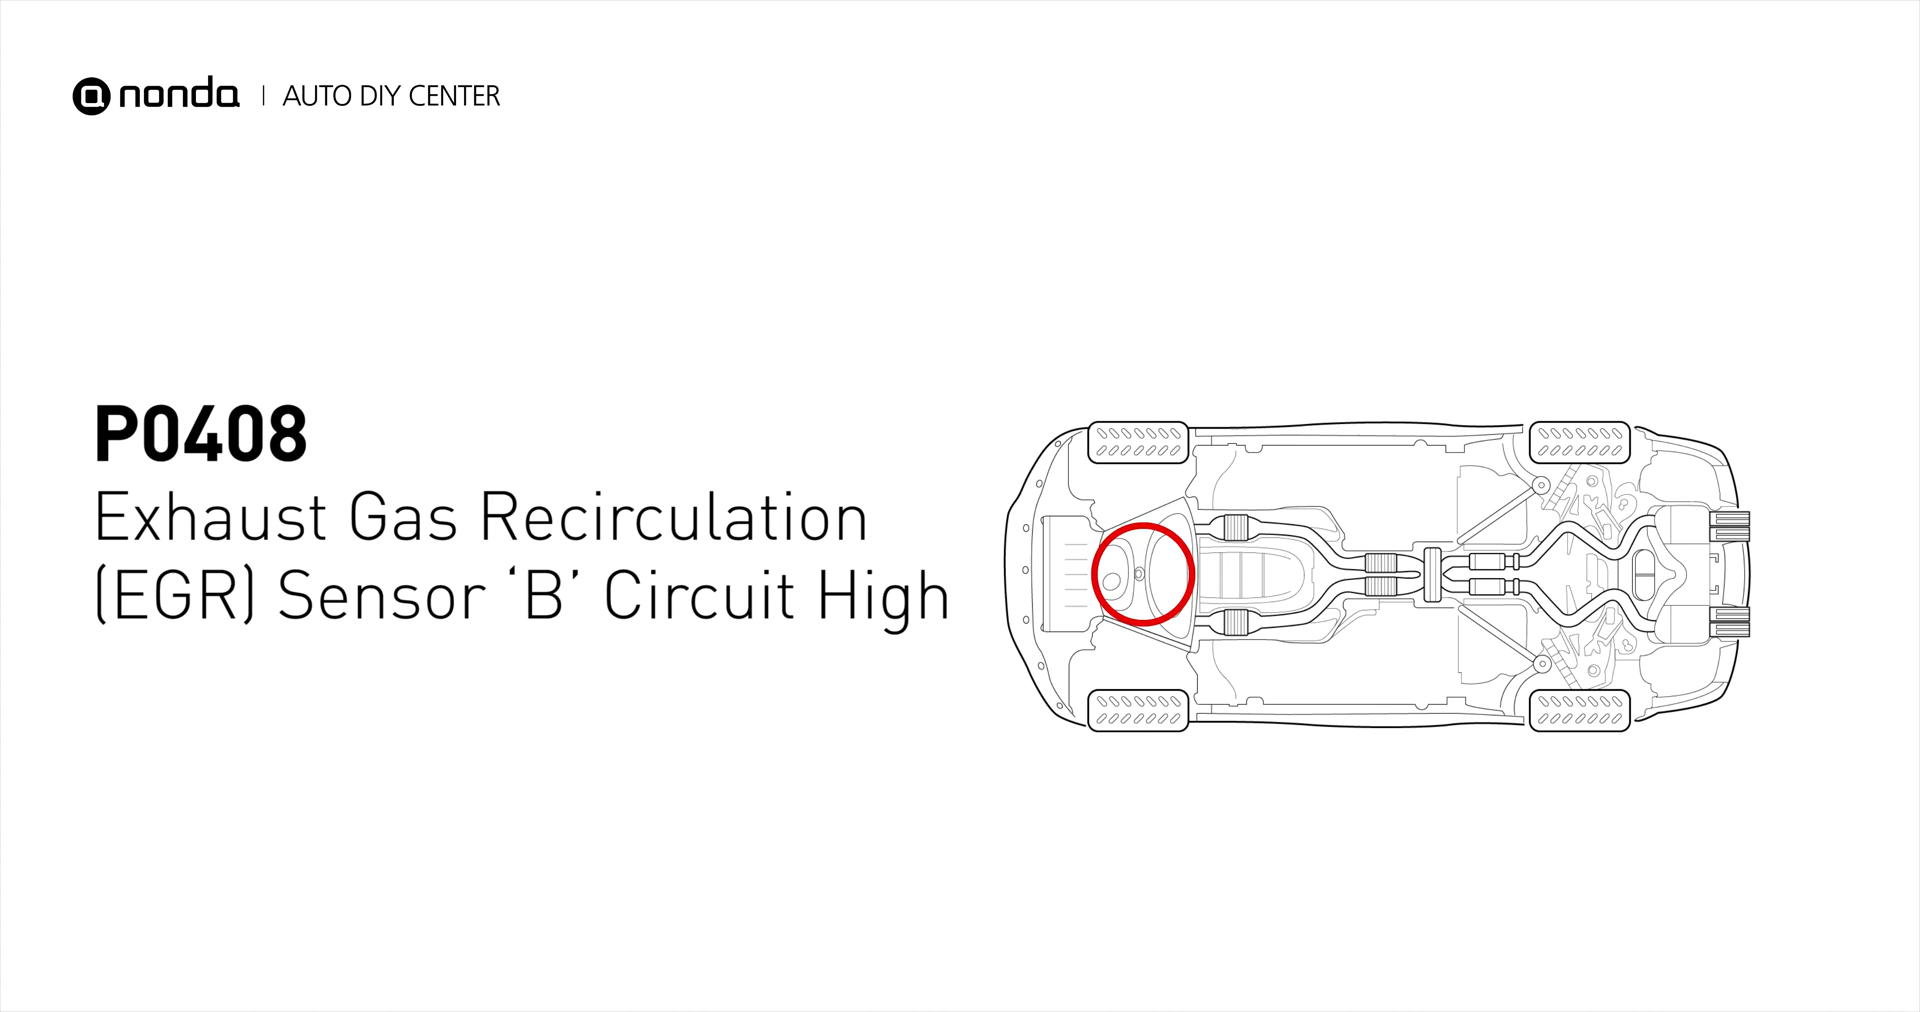 nonda | AUTO DIY CENTER
P0408
Exhaust Gas Recirculation
(EGR) Sensor ‘B’ Circuit High